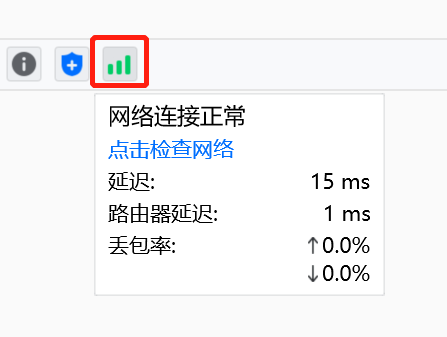 网络连接正常
点击检查网络
延迟: 15 ms
路由器延迟: 1 ms
丢包率: ↑0.0%
↓0.0%